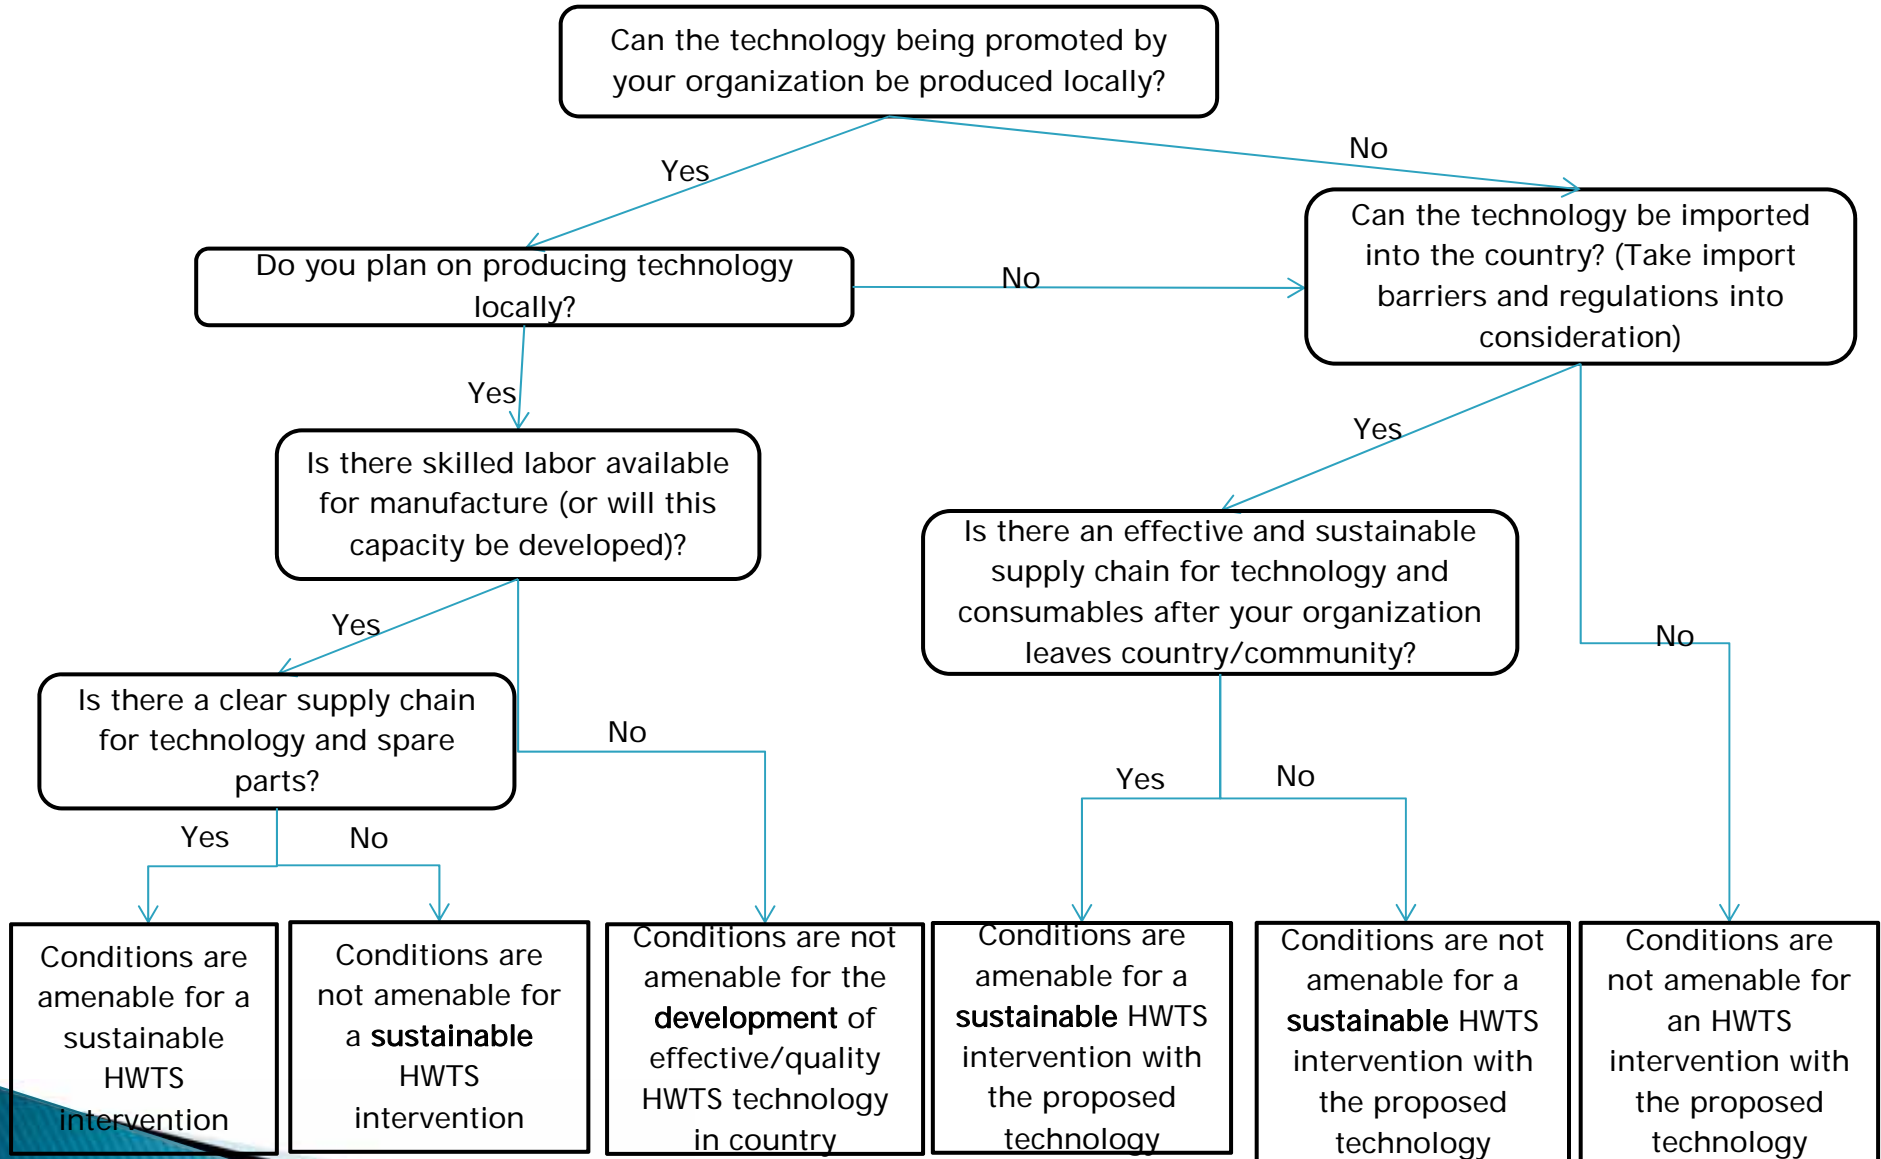 Can the technology being promoted by
your organization be produced locally?
Yes
No
Can the technology be imported
into the country? (Take import
barriers and regulations into
consideration)
Do you plan on producing technology
locally?
No
Yes
Yes
Is there skilled labor available
for manufacture (or will this
capacity be developed)?
Is there an effective and sustainable
supply chain for technology and
consumables after your organization
leaves country/community?
Yes
No
Is there a clear supply chain
for technology and spare
parts?
No
Yes
No
Yes
No
Conditions are
amenable for a
sustainable
HWTS
intervention
Conditions are
not amenable for
a sustainable
HWTS
intervention
Conditions are not
amenable for the
development of
effective/quality
HWTS technology
in country
Conditions are
amenable for a
sustainable HWTS
intervention with
the proposed
technology
Conditions are not
amenable for a
sustainable HWTS
intervention with
the proposed
technology
Conditions are
not amenable for
an HWTS
intervention with
the proposed
technology